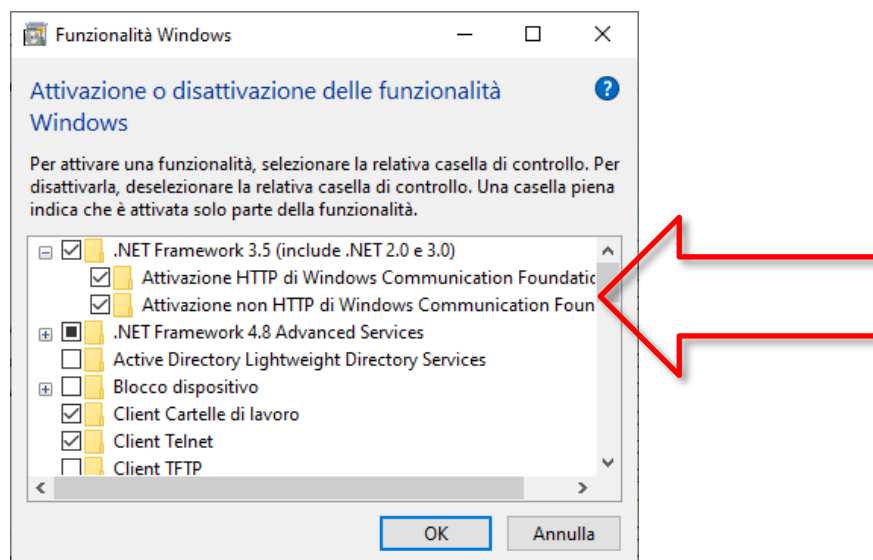 Funzionalità Windows
Attivazione o disattivazione delle funzionalità
Windows
Per attivare una funzionalità, selezionare la relativa casella di controllo. Per
disattivarla, deselezionare la relativa casella di controllo. Una casella piena
indica che è attivata solo parte della funzionalità.
.NET Framework 3.5 (include .NET 2.0 e 3.0)
Attivazione HTTP di Windows Communication Foundatic
Attivazione non HTTP di Windows Communication Foun
.NET Framework 4.8 Advanced Services
Active Directory Lightweight Directory Services
Blocco dispositivo
Client Cartelle di lavoro
Client Telnet
Client TFTP
OK Annulla